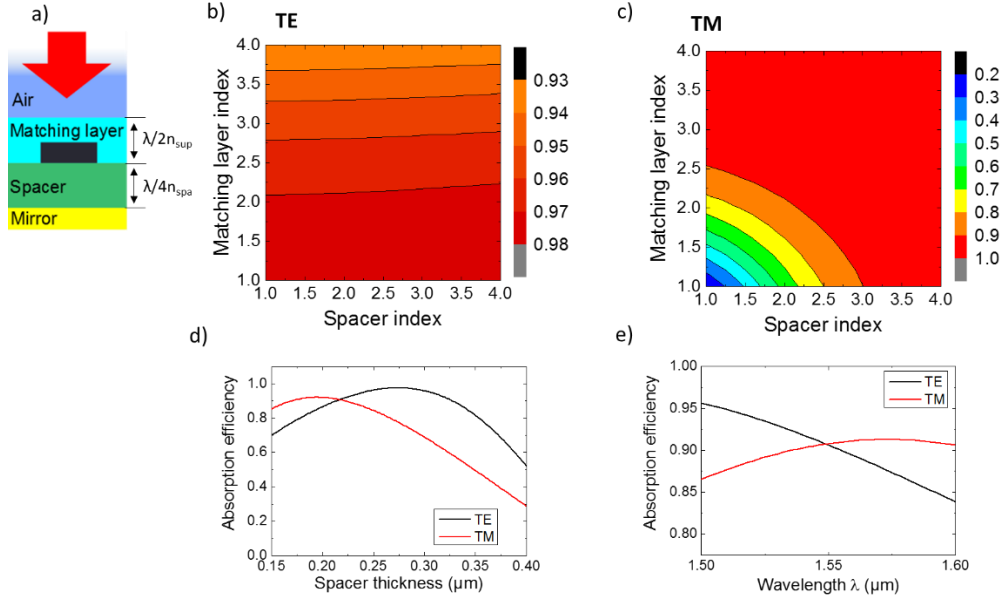 a)
Air
Matching layer
λ/2nsup
Spacer
λ/4nspa
Mirror
b)
TE
4.0
3.5
3.0
2.5
2.0
1.5
1.0
Matching layer index
1.0 1.5 2.0 2.5 3.0 3.5 4.0
Spacer index
0.93
0.94
0.95
0.96
0.97
0.98
c)
TM
4.0
3.5
3.0
2.5
2.0
1.5
1.0
Matching layer index
1.0 1.5 2.0 2.5 3.0 3.5 4.0
Spacer index
0.2
0.3
0.4
0.5
0.6
0.7
0.8
0.9
1.0
d)
Absorption efficiency
1.0
0.8
0.6
0.4
0.2
0.0
TE
TM
0.15 0.20 0.25 0.30 0.35 0.40
Spacer thickness (µm)
e)
Absorption efficiency
1.00
0.95
0.90
0.85
0.80
TE
TM
1.50 1.55 1.60
Wavelength λ (µm)